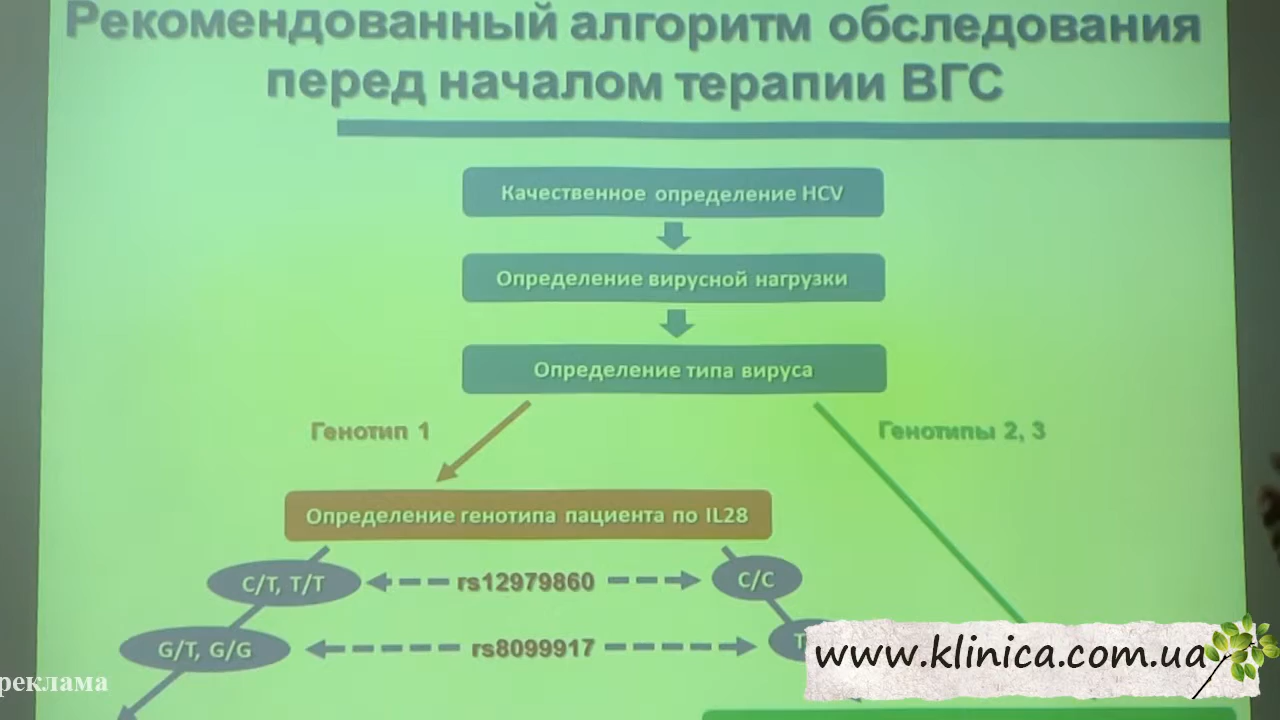 Рекомендованный алгоритм обследования
перед началом терапии ВГС
Качественное определение HCV
Определение вирусной нагрузки
Определение типа вируса
Генотип 1
Генотипы 2, 3
Определение генотипа пациента по IL28
C/T, T/T
rs12979860
C/C
G/T, G/G
rs8099917
www.klinica.com.ua
реклама